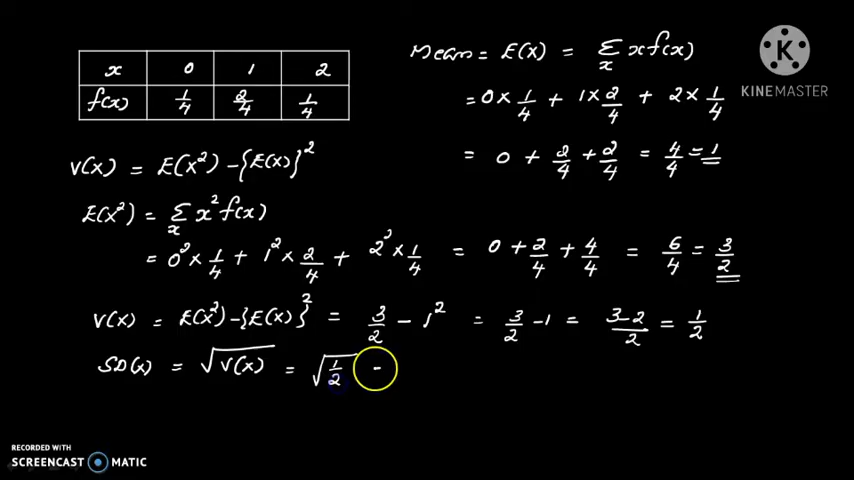 x 0 1 2
f(x) 1/4 2/4 1/4
Mean = E(X) = Σx x f(x)
= 0 × 1/4 + 1 × 2/4 + 2 × 1/4
= 0 + 2/4 + 2/4 = 4/4 = 1
V(X) = E(X²) - {E(X)}²
E(X²) = Σx x² f(x)
= 0² × 1/4 + 1² × 2/4 + 2² × 1/4 = 0 + 2/4 + 4/4 = 6/4 = 3/2
V(X) = E(X²) - {E(X)}² = 3/2 - 1² = 3/2 - 1 = 3-2/2 = 1/2
SD(X) = √V(X) = √1/2 =
KINEMASTER
RECORDED WITH
SCREENCAST MATIC